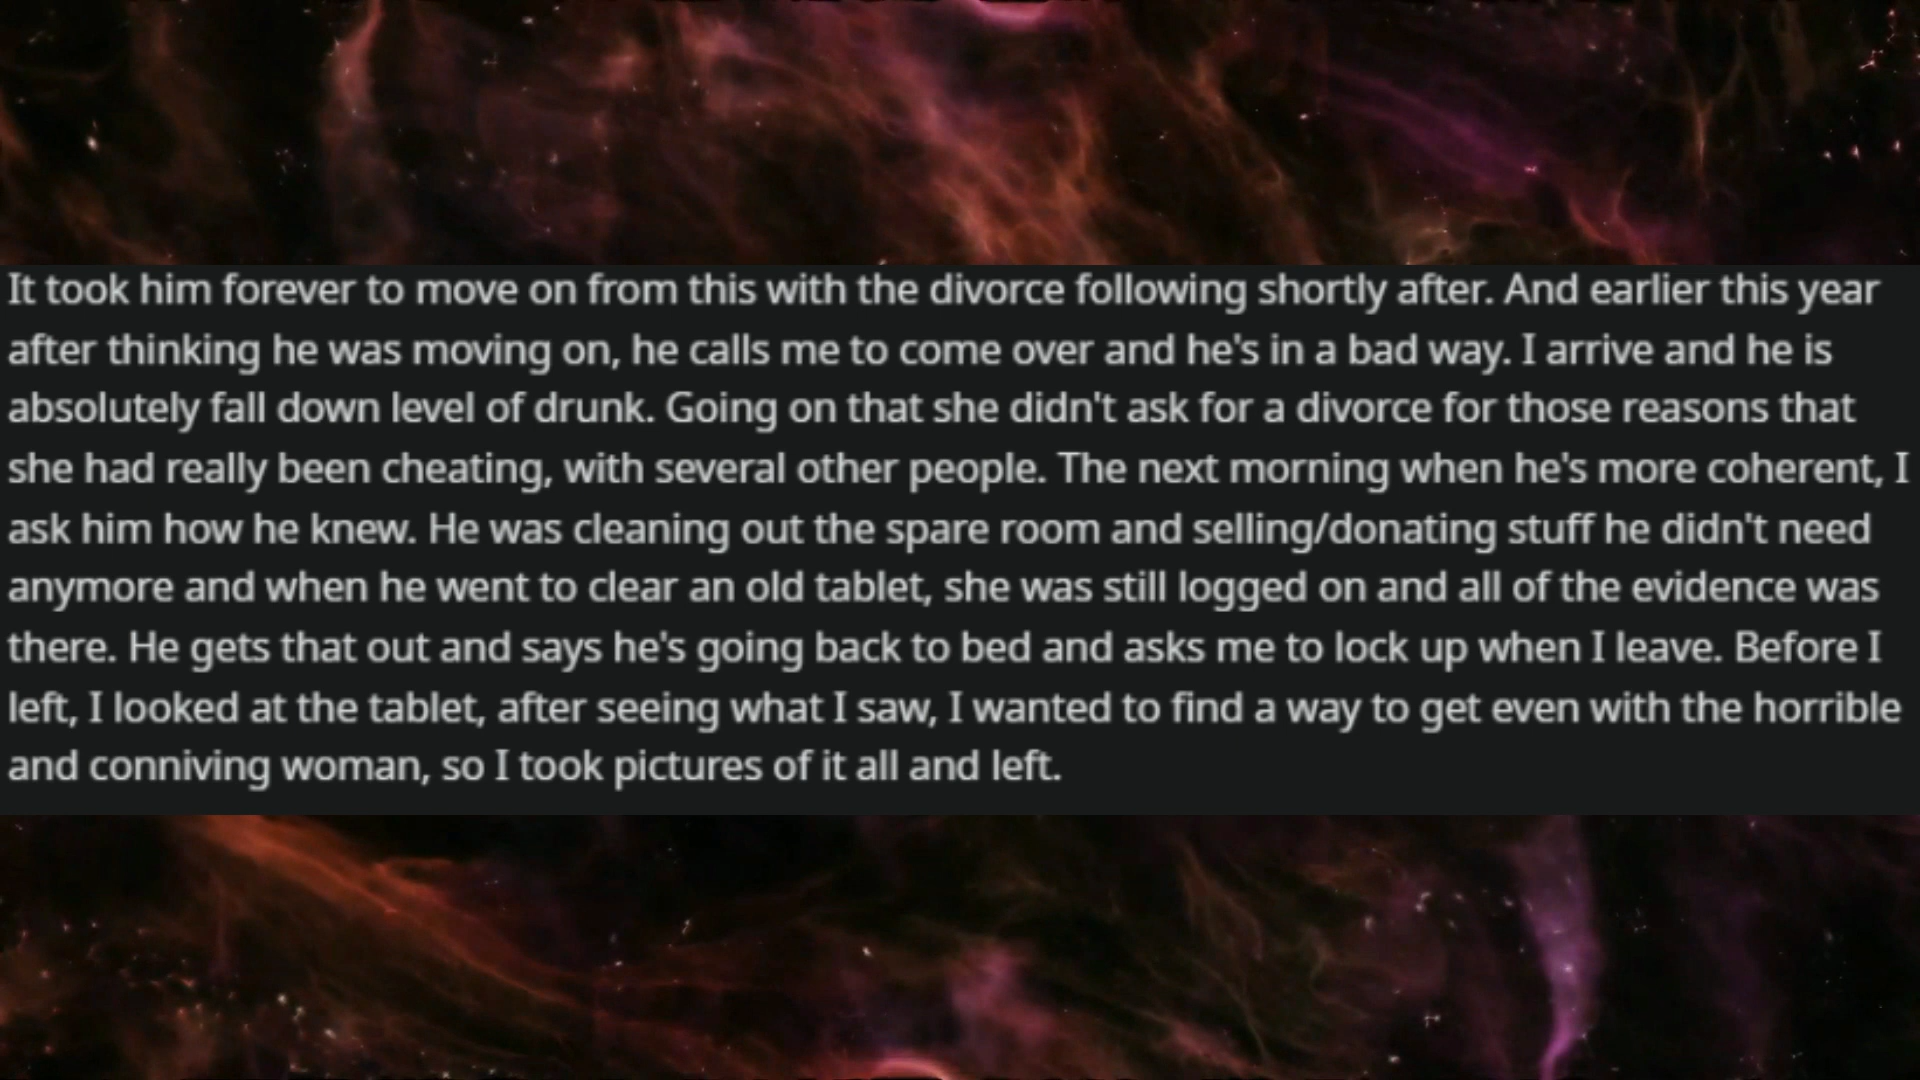 It took him forever to move on from this with the divorce following shortly after. And earlier this year
after thinking he was moving on, he calls me to come over and he's in a bad way. I arrive and he is
absolutely fall down level of drunk. Going on that she didn't ask for a divorce for those reasons that
she had really been cheating, with several other people. The next morning when he's more coherent, I
ask him how he knew. He was cleaning out the spare room and selling/donating stuff he didn't need
anymore and when he went to clear an old tablet, she was still logged on and all of the evidence was
there. He gets that out and says he's going back to bed and asks me to lock up when I leave. Before I
left, I looked at the tablet, after seeing what I saw, I wanted to find a way to get even with the horrible
and conniving woman, so I took pictures of it all and left.